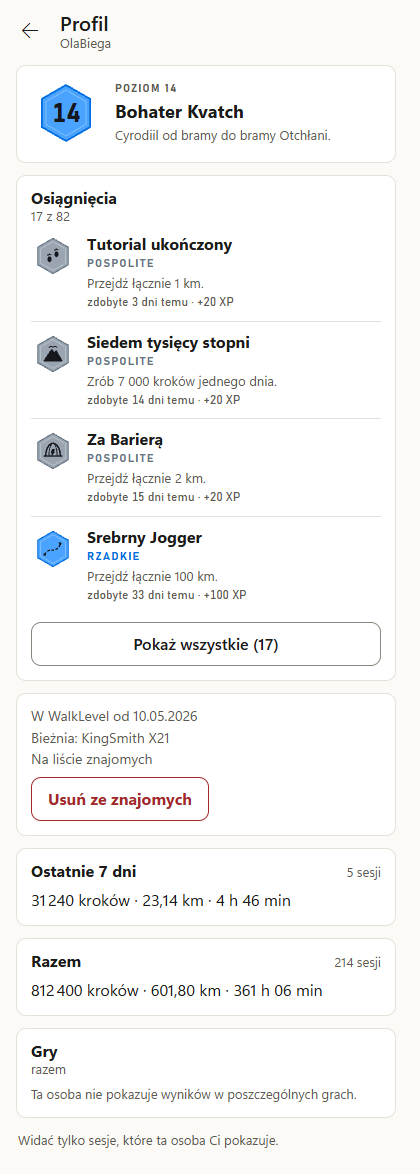 Profil
OlaBiega
14
POZIOM 14
Bohater Kvatch
Cyrodiil od bramy do bramy Otchłani.
Osiągnięcia
17 z 82
Tutorial ukończony
POSPOLITE
Przejdź łącznie 1 km.
zdobyte 3 dni temu · +20 XP
Siedem tysięcy stopni
POSPOLITE
Zrób 7 000 kroków jednego dnia.
zdobyte 14 dni temu · +20 XP
Za Barierą
POSPOLITE
Przejdź łącznie 2 km.
zdobyte 15 dni temu · +20 XP
Srebrny Jogger
RZADKIE
Przejdź łącznie 100 km.
zdobyte 33 dni temu · +100 XP
Pokaż wszystkie (17)
W WalkLevel od 10.05.2026
Bieżnia: KingSmith X21
Na liście znajomych
Usuń ze znajomych
Ostatnie 7 dni 5 sesji
31 240 kroków · 23,14 km · 4 h 46 min
Razem 214 sesji
812 400 kroków · 601,80 km · 361 h 06 min
Gry
razem
Ta osoba nie pokazuje wyników w poszczególnych grach.
Widać tylko sesje, które ta osoba Ci pokazuje.